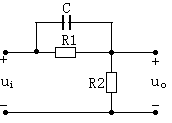 C
R1
+ +
ui R2 uo
− −